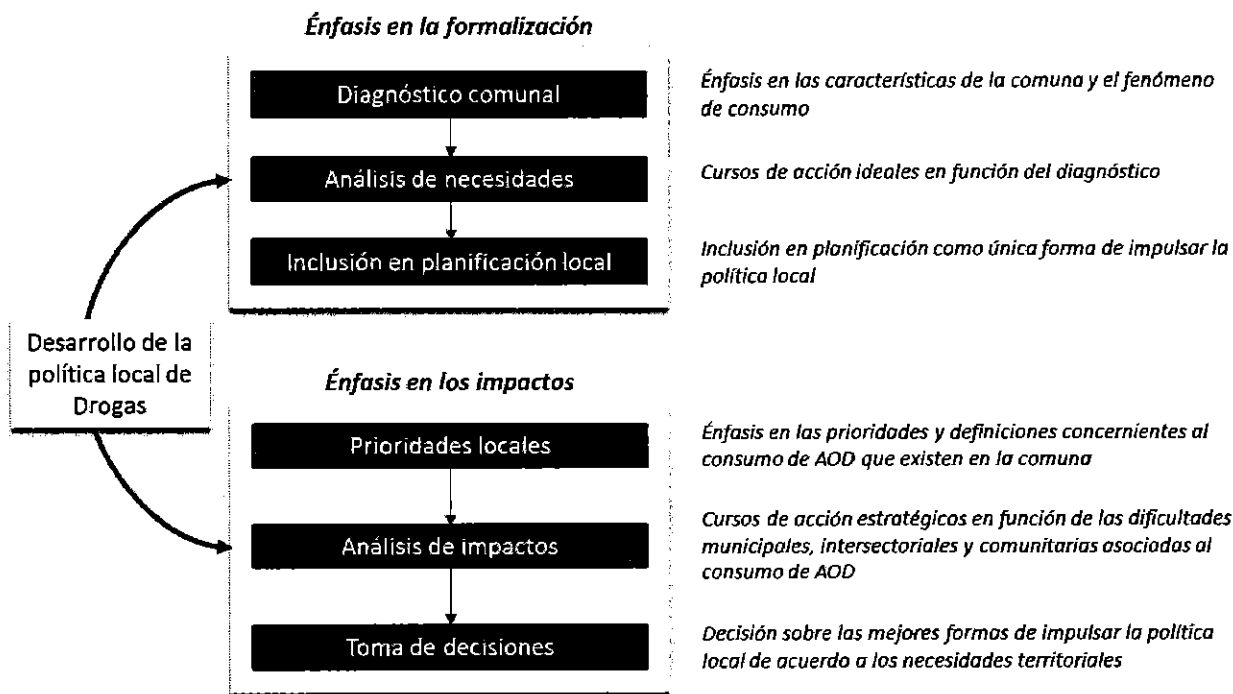 Énfasis en la formalización
Diagnóstico comunal
Énfasis en las características de la comuna y el fenómeno
de consumo
Análisis de necesidades
Cursos de acción ideales en función del diagnóstico
Inclusión en planificación local
Inclusión en planificación como única forma de impulsar la
política local
Desarrollo de la
política local de
Drogas
Énfasis en los impactos
Prioridades locales
Énfasis en las prioridades y definiciones concernientes al
consumo de AOD que existen en la comuna
Análisis de impactos
Cursos de acción estratégicos en función de las dificultades
municipales, intersectoriales y comunitarias asociadas al
consumo de AOD
Toma de decisiones
Decisión sobre las mejores formas de impulsar la política
local de acuerdo a los necesidades territoriales